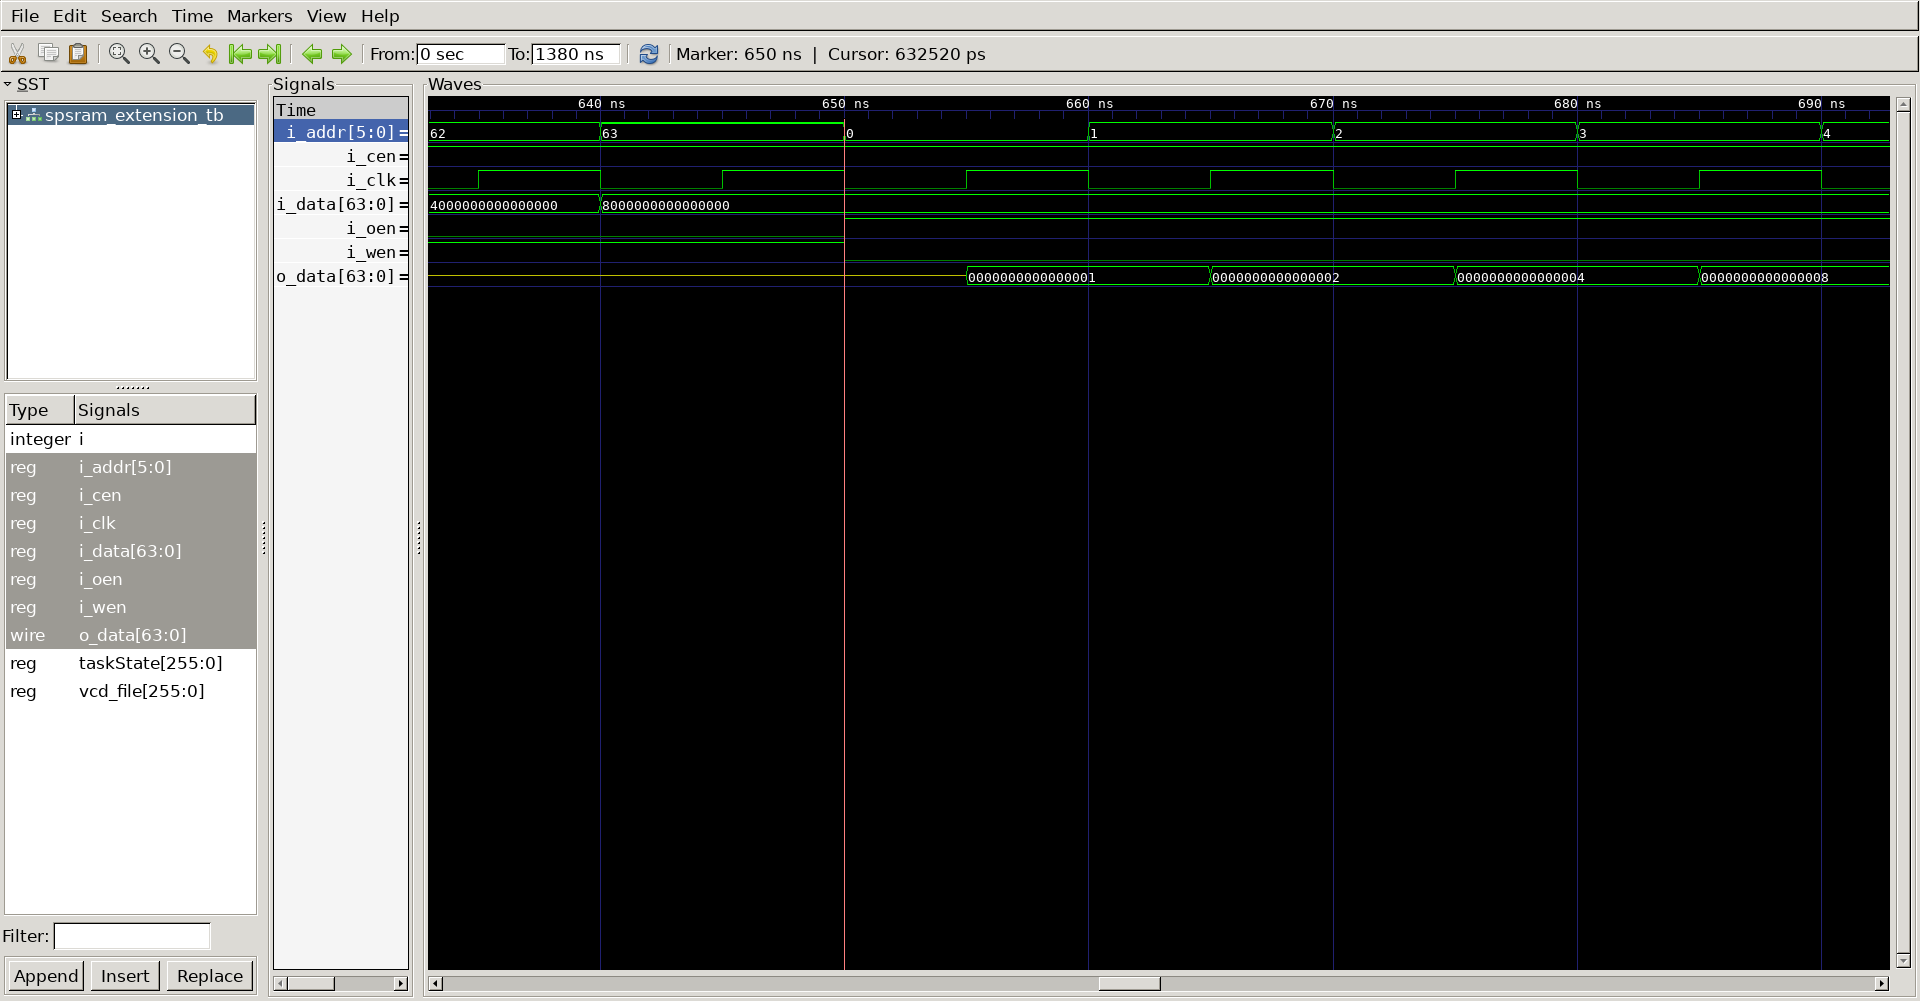 File Edit Search Time Markers View Help
From: 0 sec To: 1380 ns Marker: 650 ns | Cursor: 632520 ps
SST
spsram_extension_tb
Type Signals
integer i
reg i_addr[5:0]
reg i_cen
reg i_clk
reg i_data[63:0]
reg i_oen
reg i_wen
wire o_data[63:0]
reg taskState[255:0]
reg vcd_file[255:0]
Filter:
Append Insert Replace
Signals
Time
i_addr[5:0] =
i_cen =
i_clk =
i_data[63:0] =
i_oen =
i_wen =
o_data[63:0] =
Waves
640 ns 650 ns 660 ns 670 ns 680 ns 690 ns
62 63 0 1 2 3 4
4000000000000000 8000000000000000
0000000000000001 0000000000000002 0000000000000004 0000000000000008